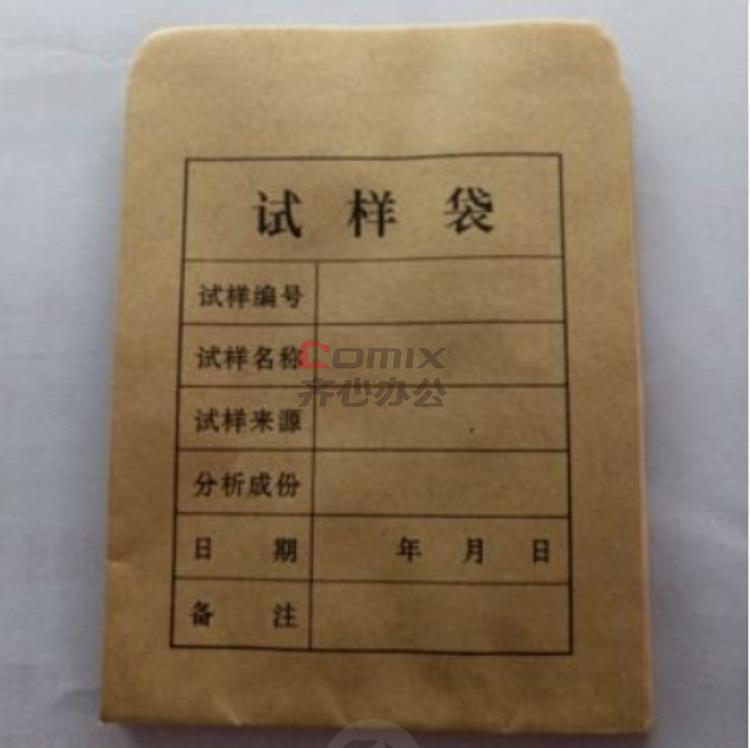 试样袋
试样编号
试样名称
COMIX
齐心办公
试样来源
分析成份
日期 年 月 日
备注